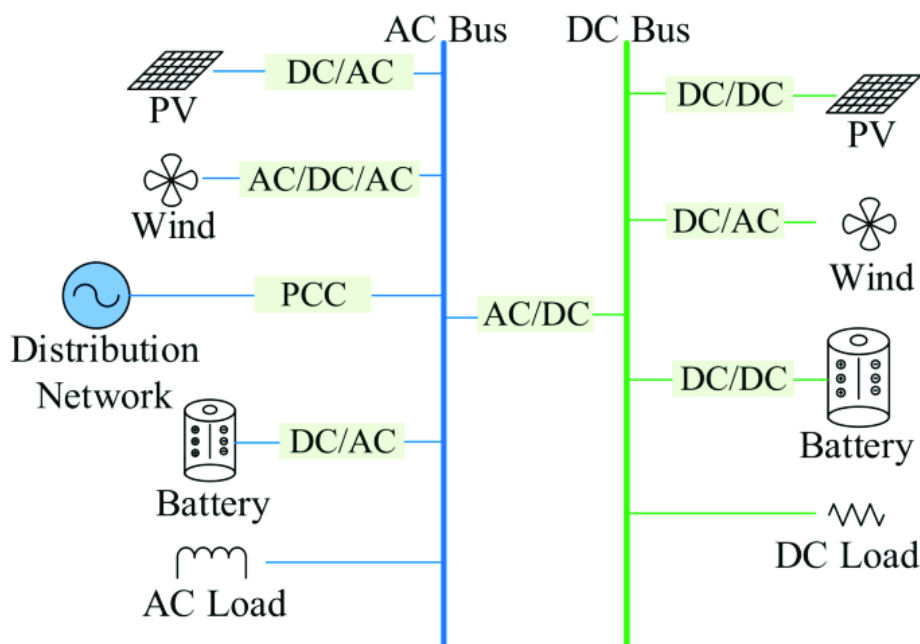 AC Bus
DC Bus
DC/AC
PV
AC/DC/AC
Wind
PCC
Distribution
Network
DC/AC
Battery
AC Load
AC/DC
DC/DC
PV
DC/AC
Wind
DC/DC
Battery
DC Load